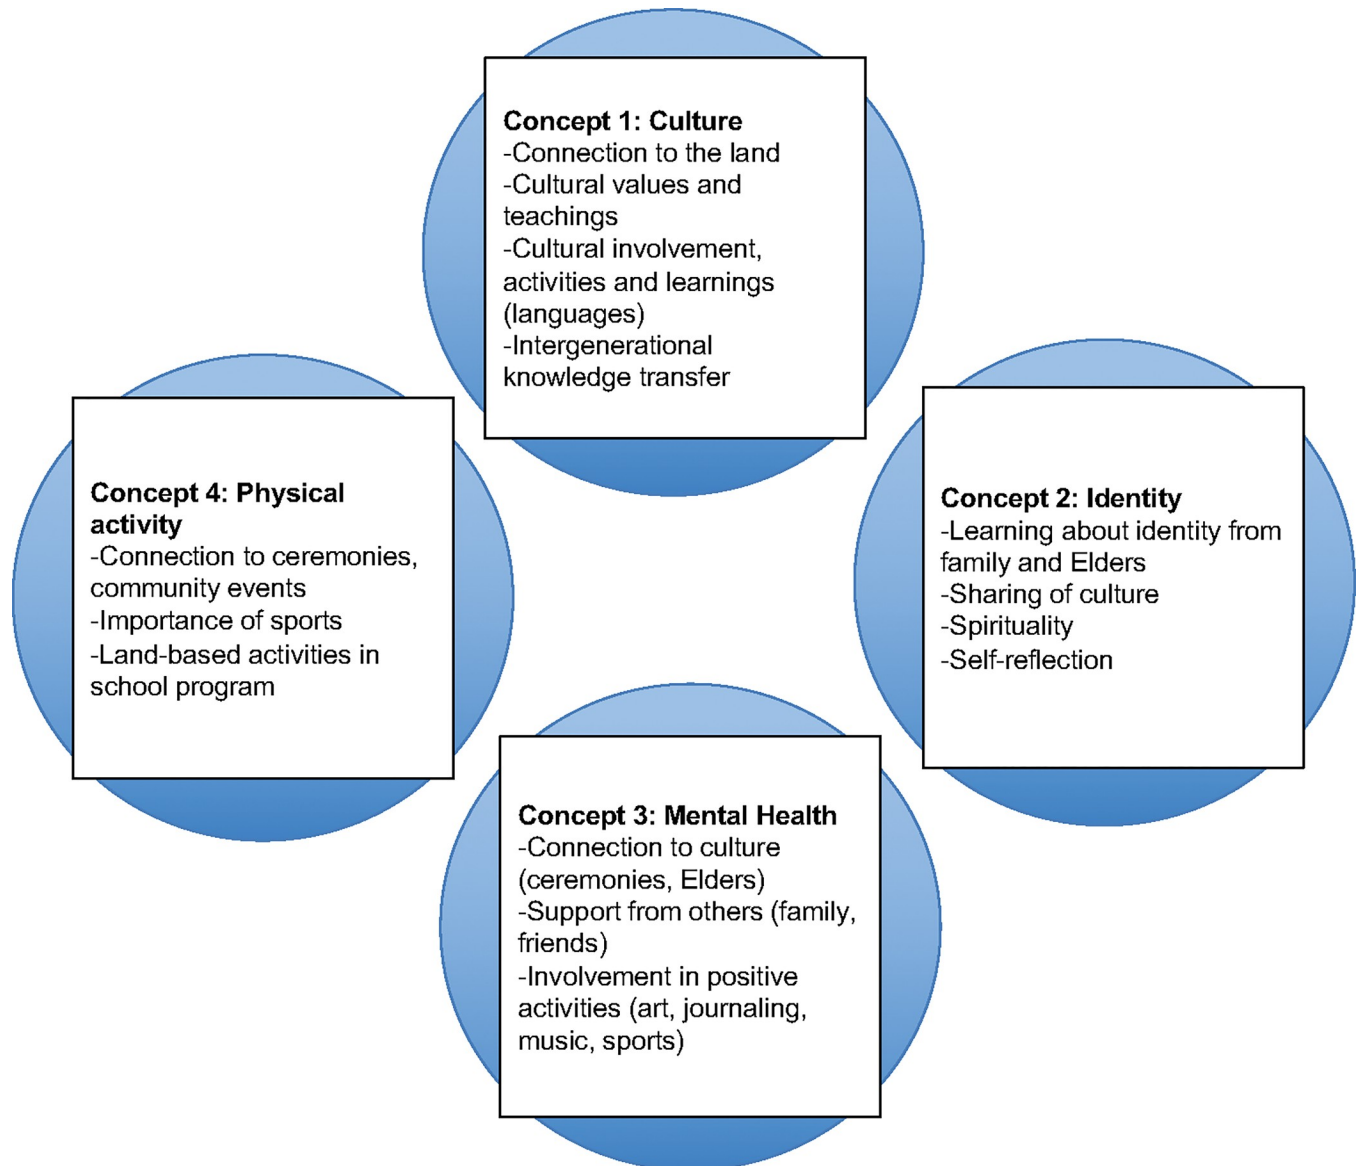 Concept 1: Culture
-Connection to the land
-Cultural values and
teachings
-Cultural involvement,
activities and learnings
(languages)
-Intergenerational
knowledge transfer
Concept 2: Identity
-Learning about identity from
family and Elders
-Sharing of culture
-Spirituality
-Self-reflection
Concept 3: Mental Health
-Connection to culture
(ceremonies, Elders)
-Support from others (family,
friends)
-Involvement in positive
activities (art, journaling,
music, sports)
Concept 4: Physical
activity
-Connection to ceremonies,
community events
-Importance of sports
-Land-based activities in
school program